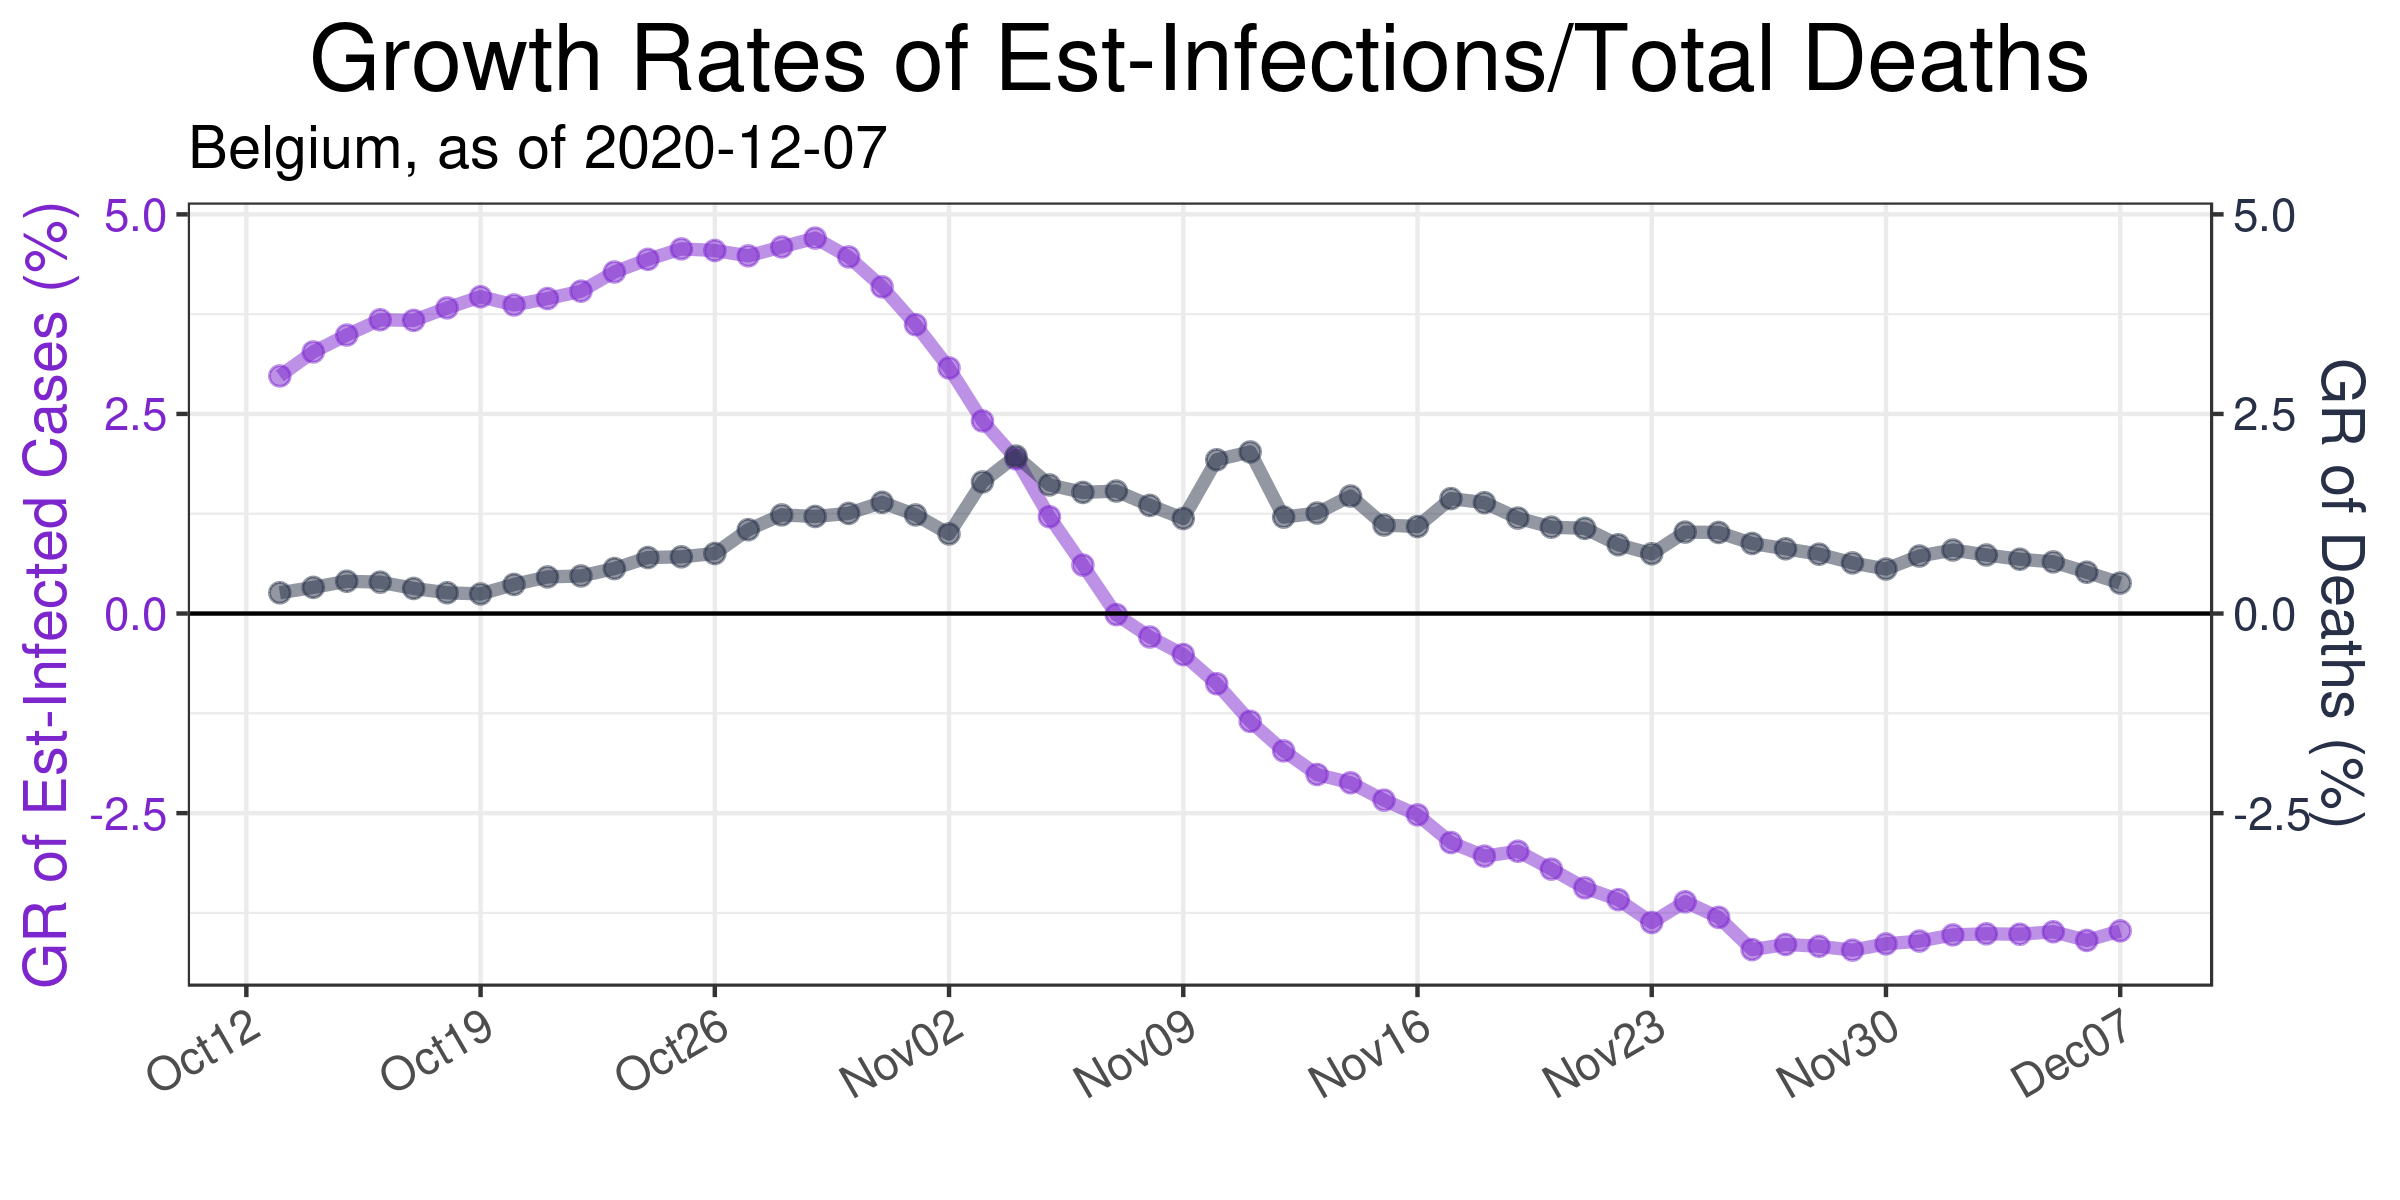 Growth Rates of Est-Infections/Total Deaths
Belgium, as of 2020-12-07
GR of Est-Infected Cases (%)
5.0
2.5
0.0
-2.5
5.0
2.5
0.0
-2.5
GR of Deaths (%)
Oct12
Oct19
Oct26
Nov02
Nov09
Nov16
Nov23
Nov30
Dec07